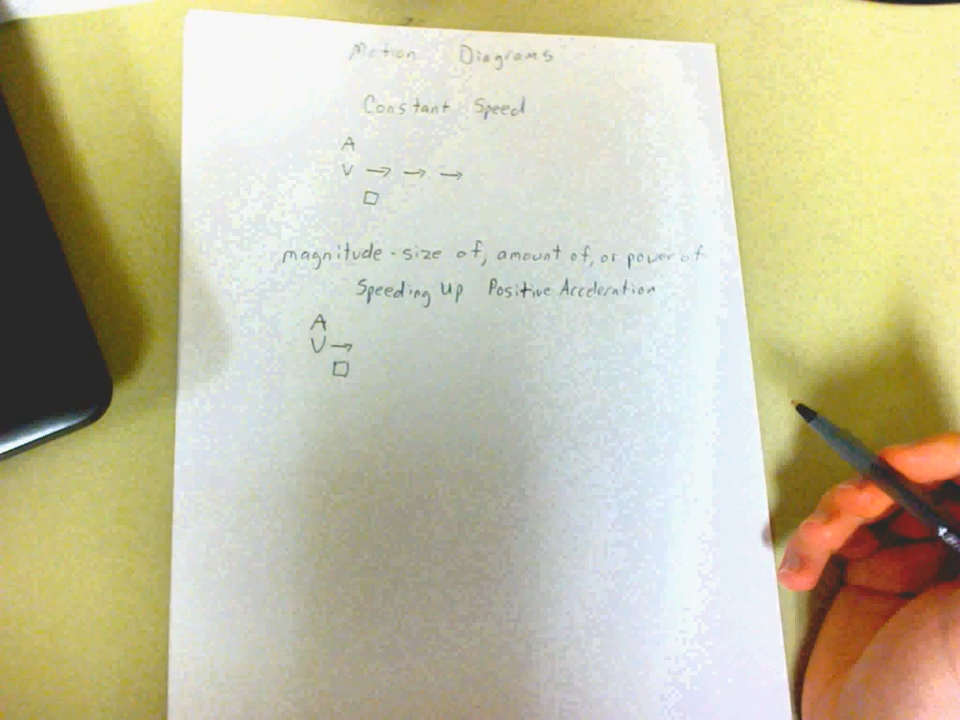 Motion Diagrams
Constant Speed
A
V → → →
magnitude - size of, amount of, or power of
Speeding Up Positive Acceleration
A
V →